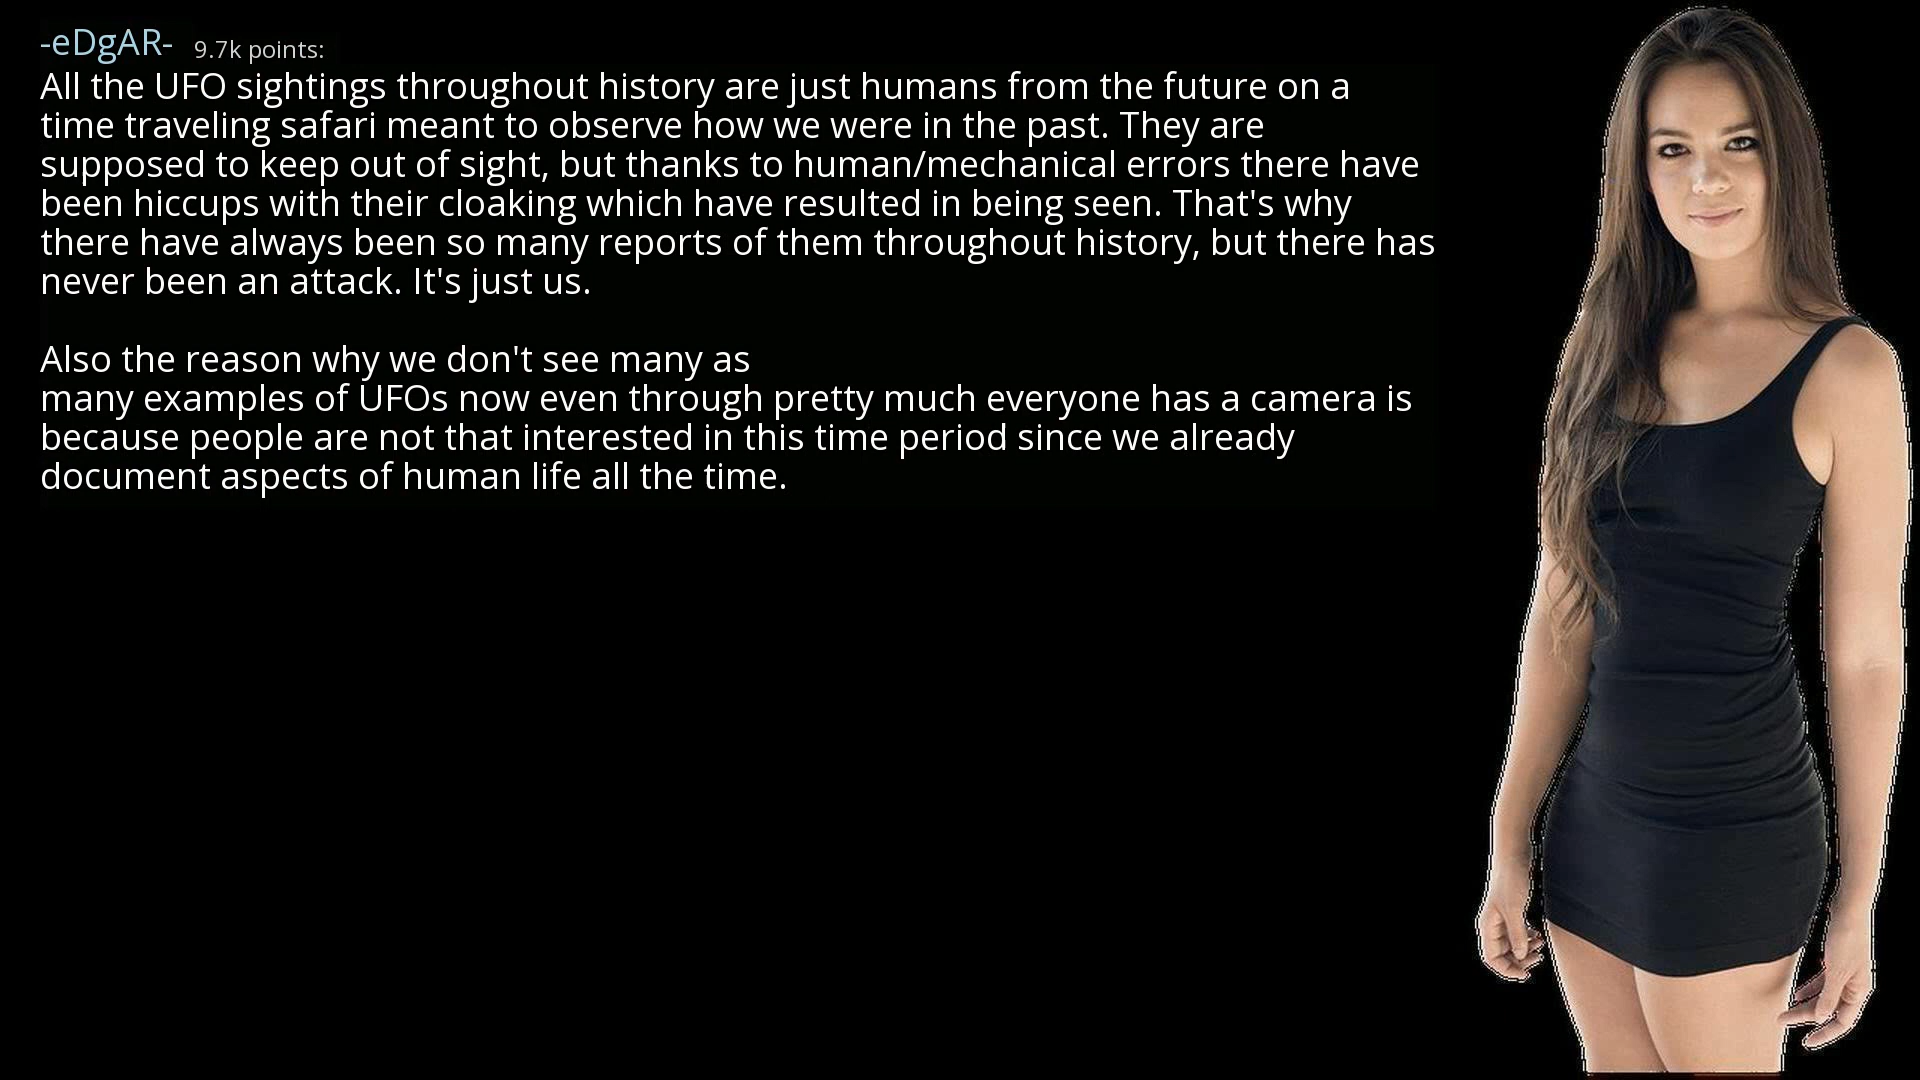 -eDgAR- 9.7k points:
All the UFO sightings throughout history are just humans from the future on a
time traveling safari meant to observe how we were in the past. They are
supposed to keep out of sight, but thanks to human/mechanical errors there have
been hiccups with their cloaking which have resulted in being seen. That's why
there have always been so many reports of them throughout history, but there has
never been an attack. It's just us.
Also the reason why we don't see many as
many examples of UFOs now even through pretty much everyone has a camera is
because people are not that interested in this time period since we already
document aspects of human life all the time.